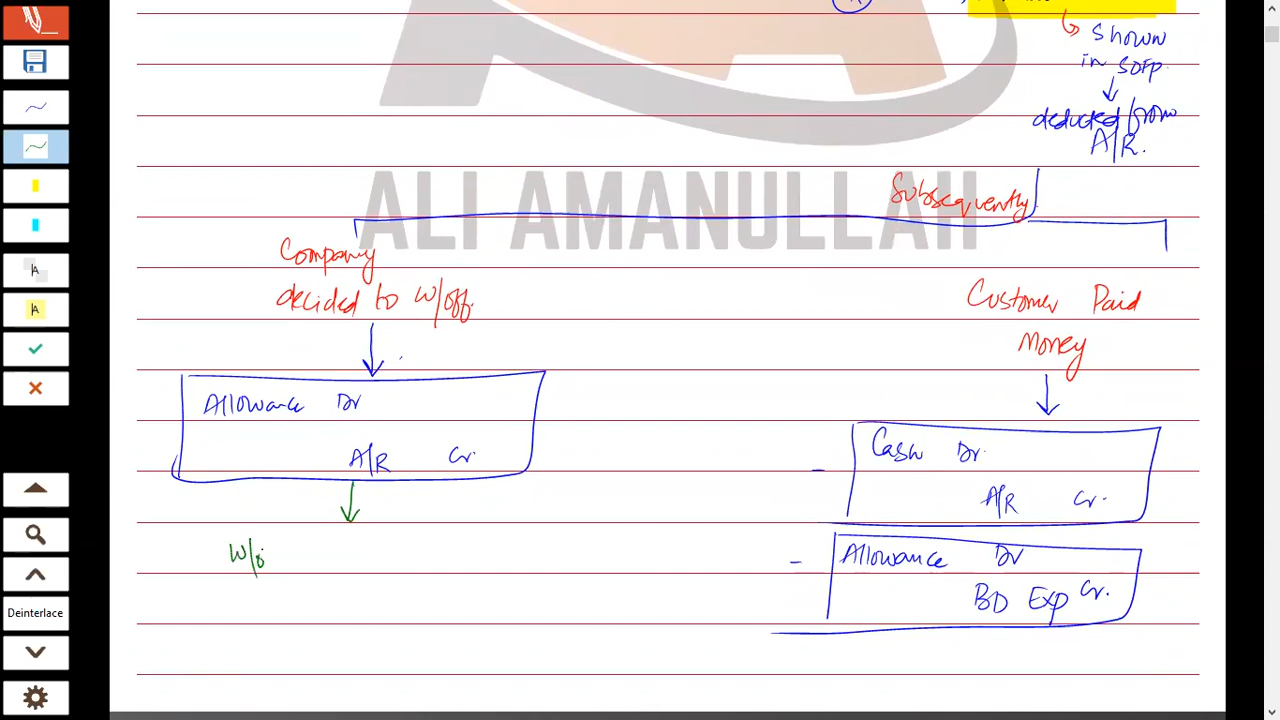 Shown
in SOFP.
deducted from
A/R.
Subsequently
ALI AMANULLAH
Company
decided to w/off.
Customer Paid
Money
Allowance Dr
A/R Cr.
Cash Dr.
A/R Cr.
Allowance Dr
BD Exp Cr.
W/o
A
A
Deinterlace